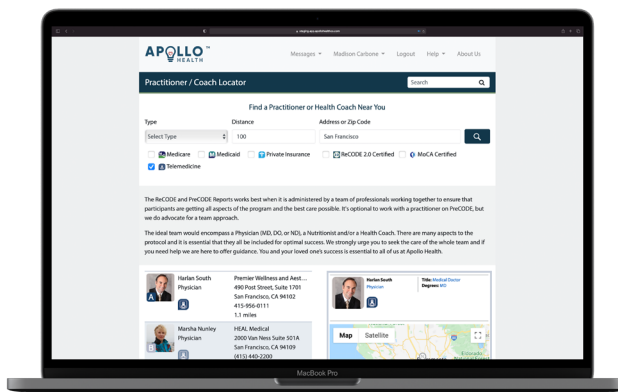 APOLLO™
HEALTH
Messages
Madison Carbone
Logout
Help
About Us
Practitioner / Coach Locator
Search
Find a Practitioner or Health Coach Near You
Type
Distance
Address or Zip Code
Select Type
100
San Francisco
Medicare
Medicaid
Private Insurance
ReCODE 2.0 Certified
MoCA Certified
Telemedicine
The ReCODE and PreCODE Reports works best when it is administered by a team of professionals working together to ensure that
participants are getting all aspects of the program and the best care possible. It's optional to work with a practitioner on PreCODE, but
we do advocate for a team approach.
The ideal team would encompass a Physician (MD, DO, or ND), a Nutritionist and/or a Health Coach. There are many aspects to the
protocol and it is essential that they all be included for optimal success. We strongly urge you to seek the care of the whole team and if
you need help we are here to offer guidance. You and your loved one's success is essential to all of us at Apollo Health.
A
Harlan South
Physician
Premier Wellness and Aest...
490 Post Street, Suite 1701
San Francisco, CA 94102
415-956-0111
1.1 miles
B
Marsha Nunley
Physician
HEAL Medical
2000 Van Ness Suite 501A
San Francisco, CA 94109
(415) 440-2200
Harlan South
Physician
Title: Medical Doctor
Degrees: MD
Map
Satellite
MacBook Pro